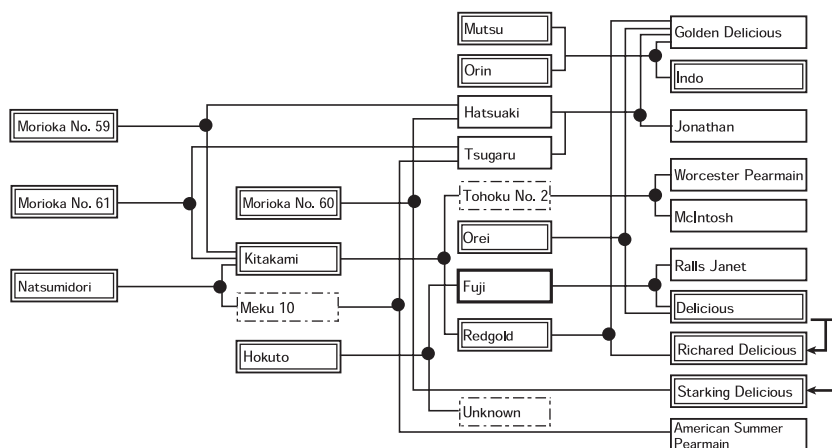 Mutsu
Golden Delicious
Orin
Indo
Hatsuaki
Morioka No. 59
Jonathan
Tsugaru
Worcester Pearmain
Morioka No. 61
Morioka No. 60
Tohoku No. 2
McIntosh
Orei
Kitakami
Ralls Janet
Natsumidori
Fuji
Meku 10
Delicious
Redgold
Richared Delicious
Hokuto
Starking Delicious
Unknown
American Summer
Pearmain